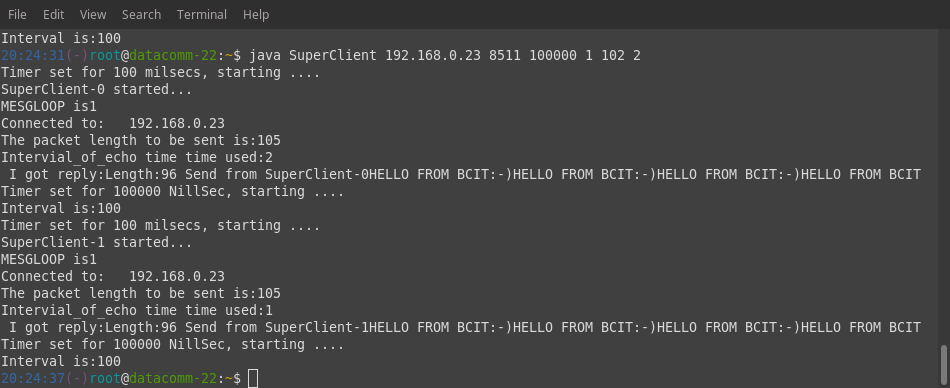 File Edit View Search Terminal Help
Interval is:100
20:24:31(-)root@datacomm-22:~$ java SuperClient 192.168.0.23 8511 100000 1 102 2
Timer set for 100 milsecs, starting ....
SuperClient-0 started...
MESGLOOP is1
Connected to:   192.168.0.23
The packet length to be sent is:105
Intervial_of_echo time time used:2
 I got reply:Length:96 Send from SuperClient-0HELLO FROM BCIT:-)HELLO FROM BCIT:-)HELLO FROM BCIT:-)HELLO FROM BCIT
Timer set for 100000 NillSec, starting ....
Interval is:100
Timer set for 100 milsecs, starting ....
SuperClient-1 started...
MESGLOOP is1
Connected to:   192.168.0.23
The packet length to be sent is:105
Intervial_of_echo time time used:1
 I got reply:Length:96 Send from SuperClient-1HELLO FROM BCIT:-)HELLO FROM BCIT:-)HELLO FROM BCIT:-)HELLO FROM BCIT
Timer set for 100000 NillSec, starting ....
Interval is:100
20:24:37(-)root@datacomm-22:~$